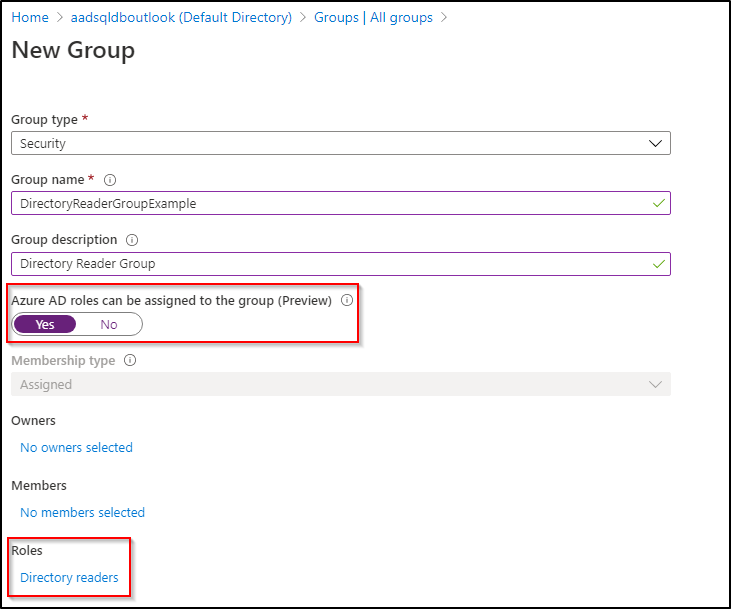 Home > aadsqldboutlook (Default Directory) > Groups | All groups >
New Group
Group type *
Security
Group name *
DirectoryReaderGroupExample
Group description
Directory Reader Group
Azure AD roles can be assigned to the group (Preview)
Yes No
Membership type
Assigned
Owners
No owners selected
Members
No members selected
Roles
Directory readers